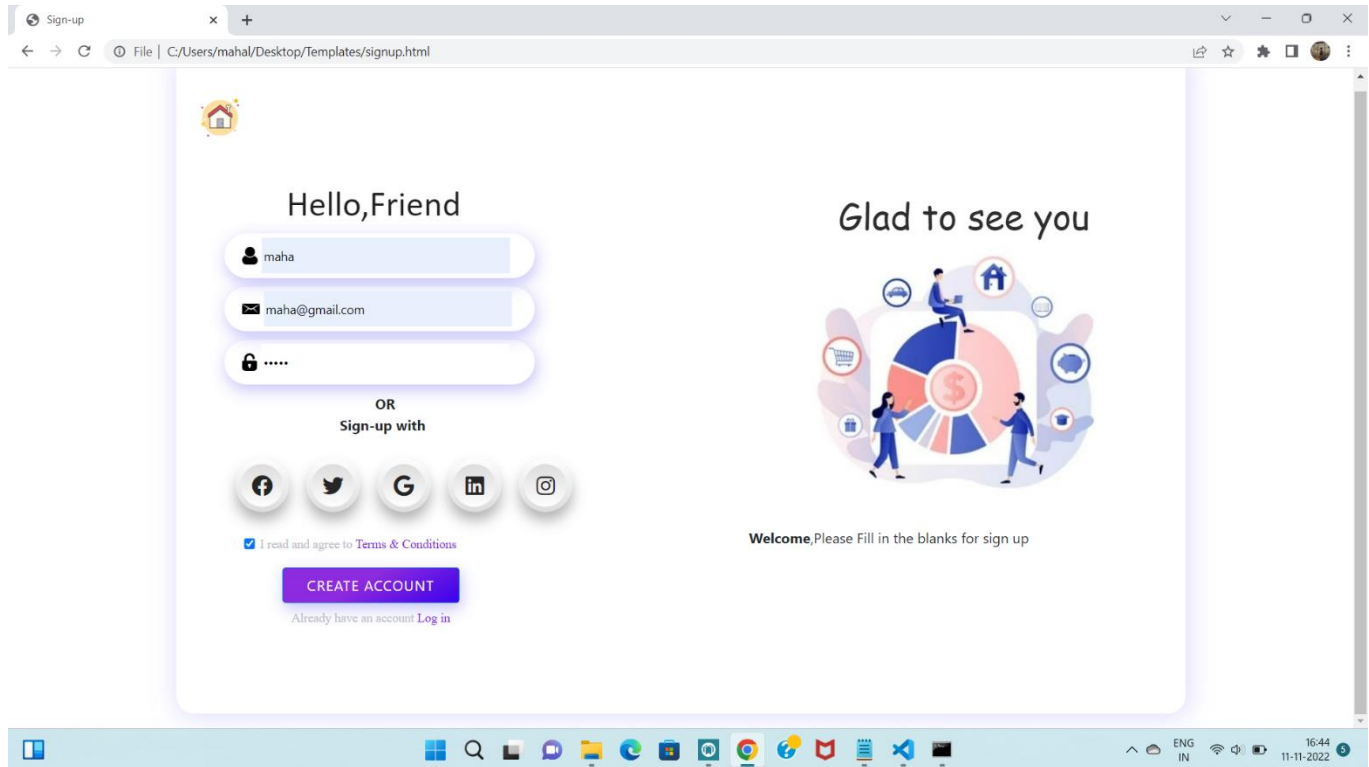 Sign-up
File | C:/Users/mahal/Desktop/Templates/signup.html
Hello,Friend
maha
maha@gmail.com
•••••
OR
Sign-up with
I read and agree to Terms & Conditions
CREATE ACCOUNT
Already have an account Log in
Glad to see you
$
Welcome,Please Fill in the blanks for sign up
ENG
IN
16:44
11-11-2022
5